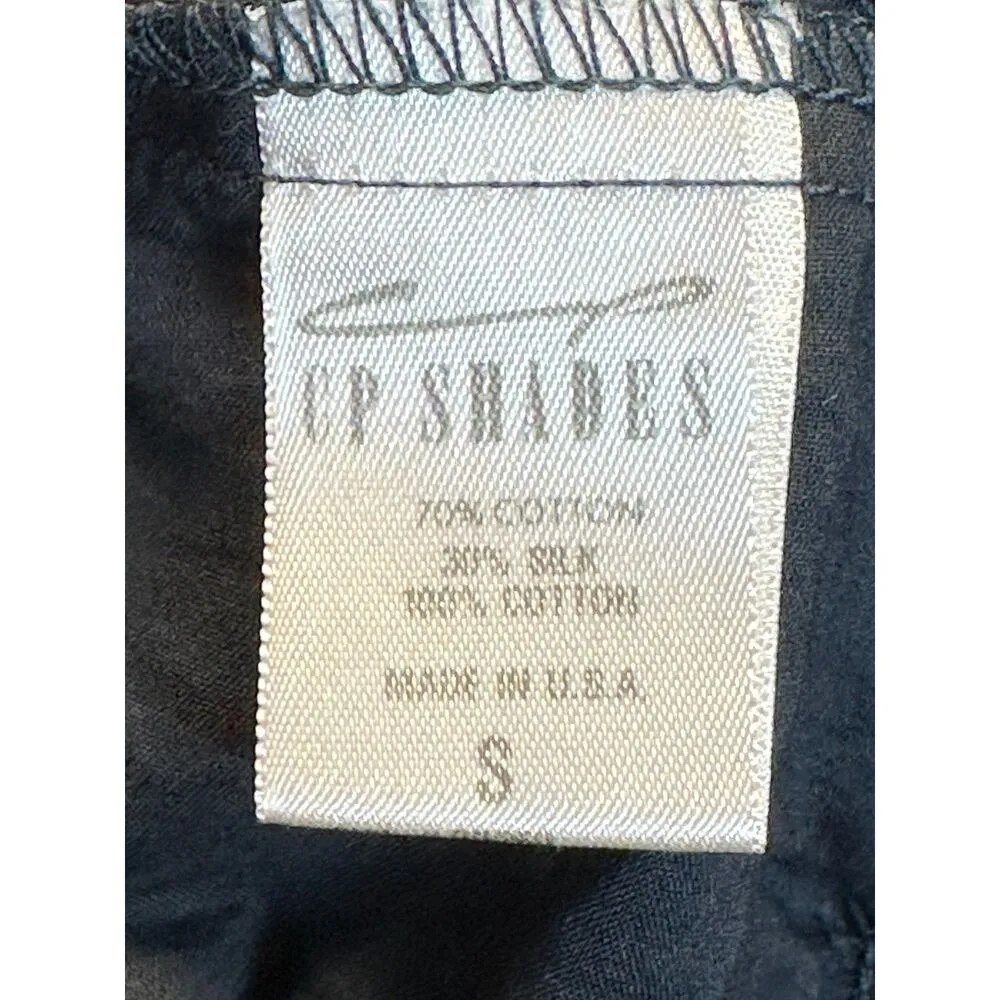 CP SHADES
70% COTTON
30% SILK
100% COTTON
MADE IN U.S.A.
S